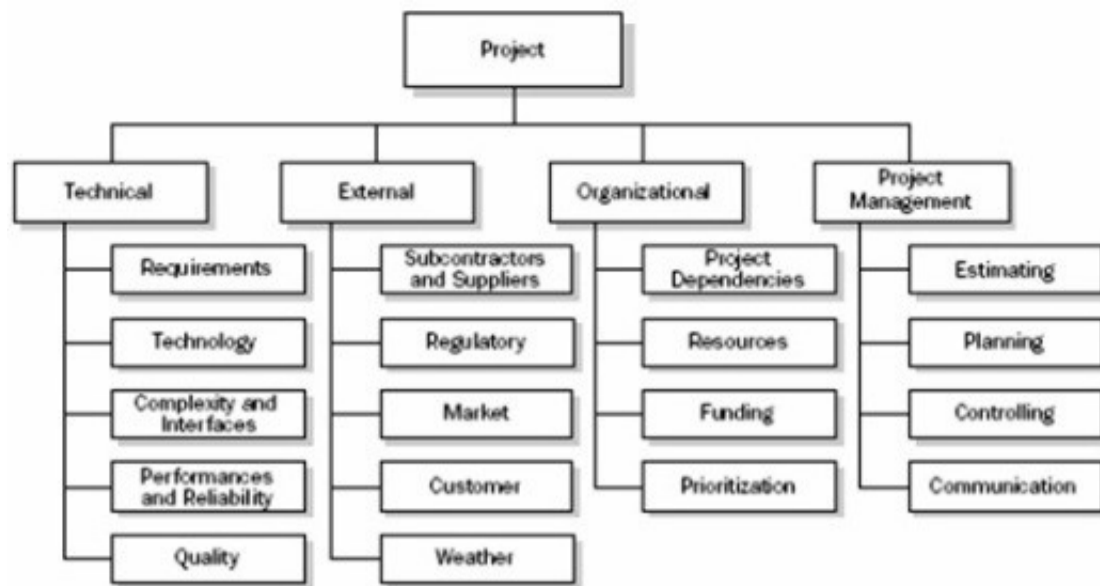 Project
Technical
External
Organizational
Project
Management
Requirements
Technology
Complexity and
Interfaces
Performances
and Reliability
Quality
Subcontractors
and Suppliers
Regulatory
Market
Customer
Weather
Project
Dependencies
Resources
Funding
Prioritization
Estimating
Planning
Controlling
Communication